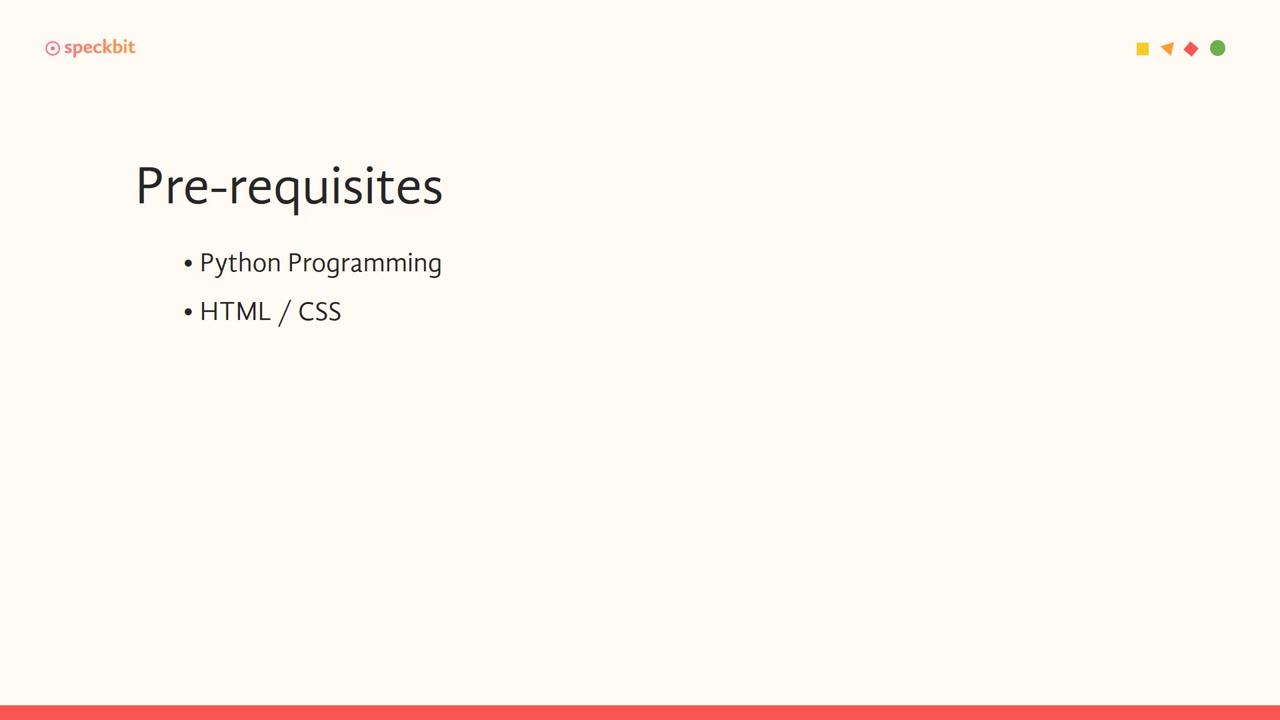 speckbit
Pre-requisites
• Python Programming
• HTML / CSS